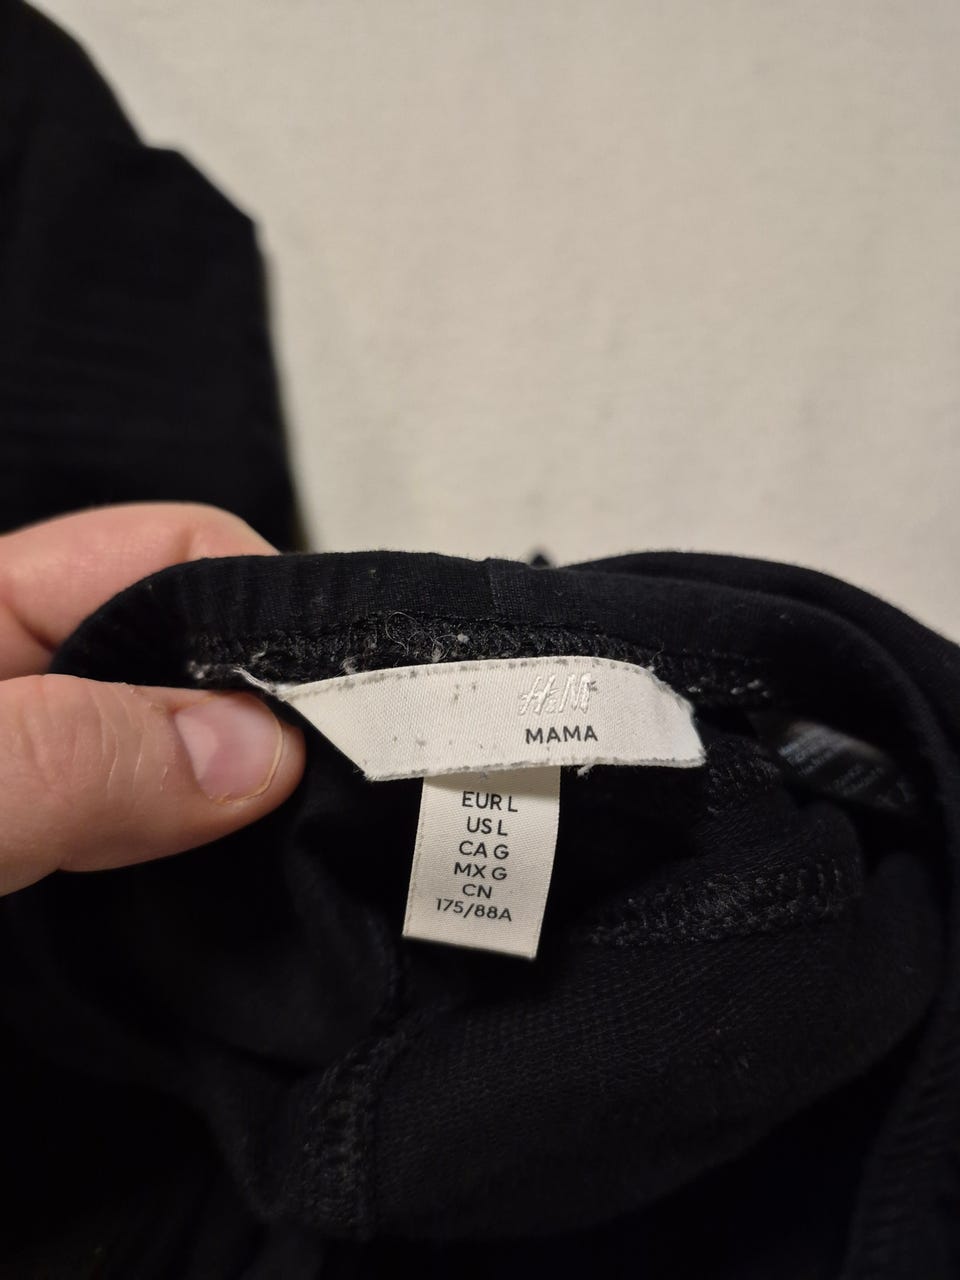 H&M
MAMA
EUR L
US L
CA G
MX G
CN
175/88A